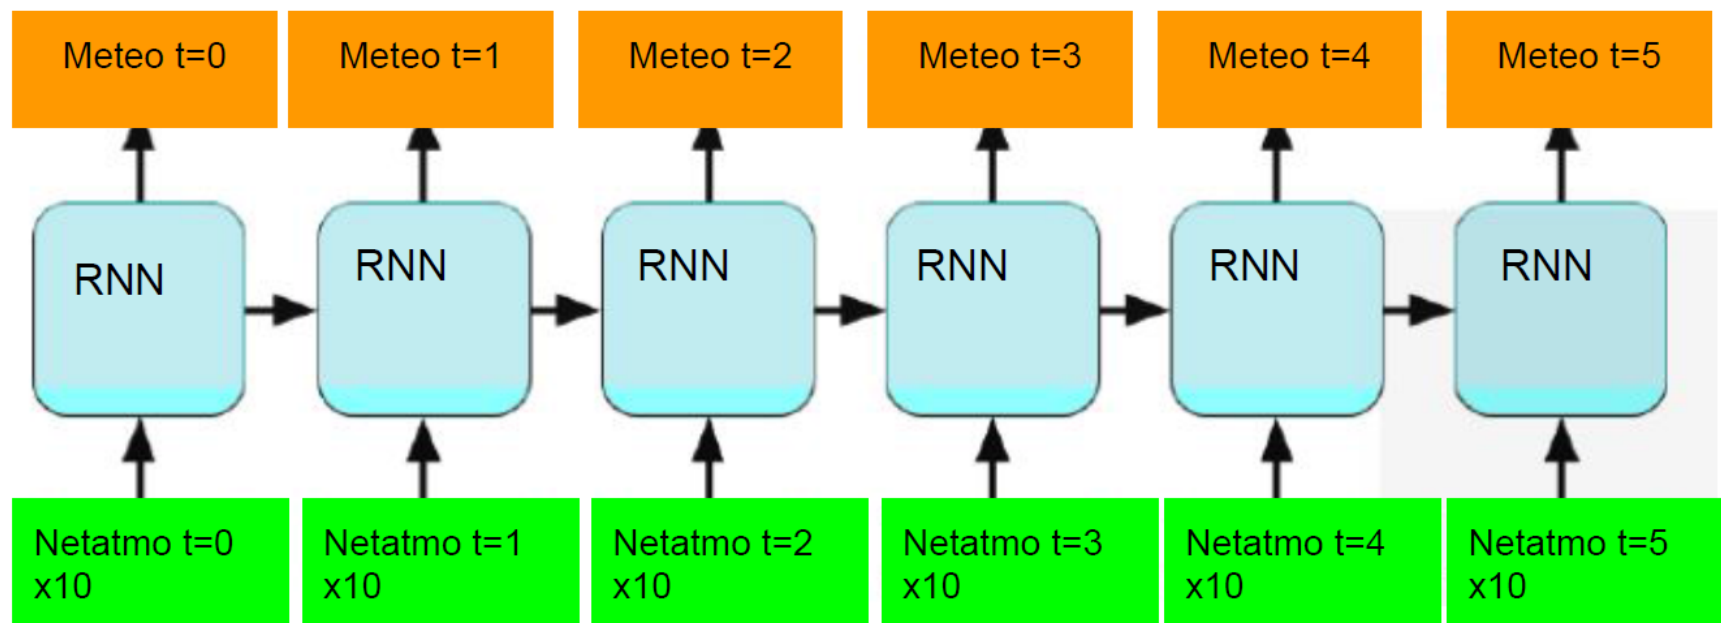 Meteo t=0
Meteo t=1
Meteo t=2
Meteo t=3
Meteo t=4
Meteo t=5
RNN
RNN
RNN
RNN
RNN
RNN
Netatmo t=0
x10
Netatmo t=1
x10
Netatmo t=2
x10
Netatmo t=3
x10
Netatmo t=4
x10
Netatmo t=5
x10